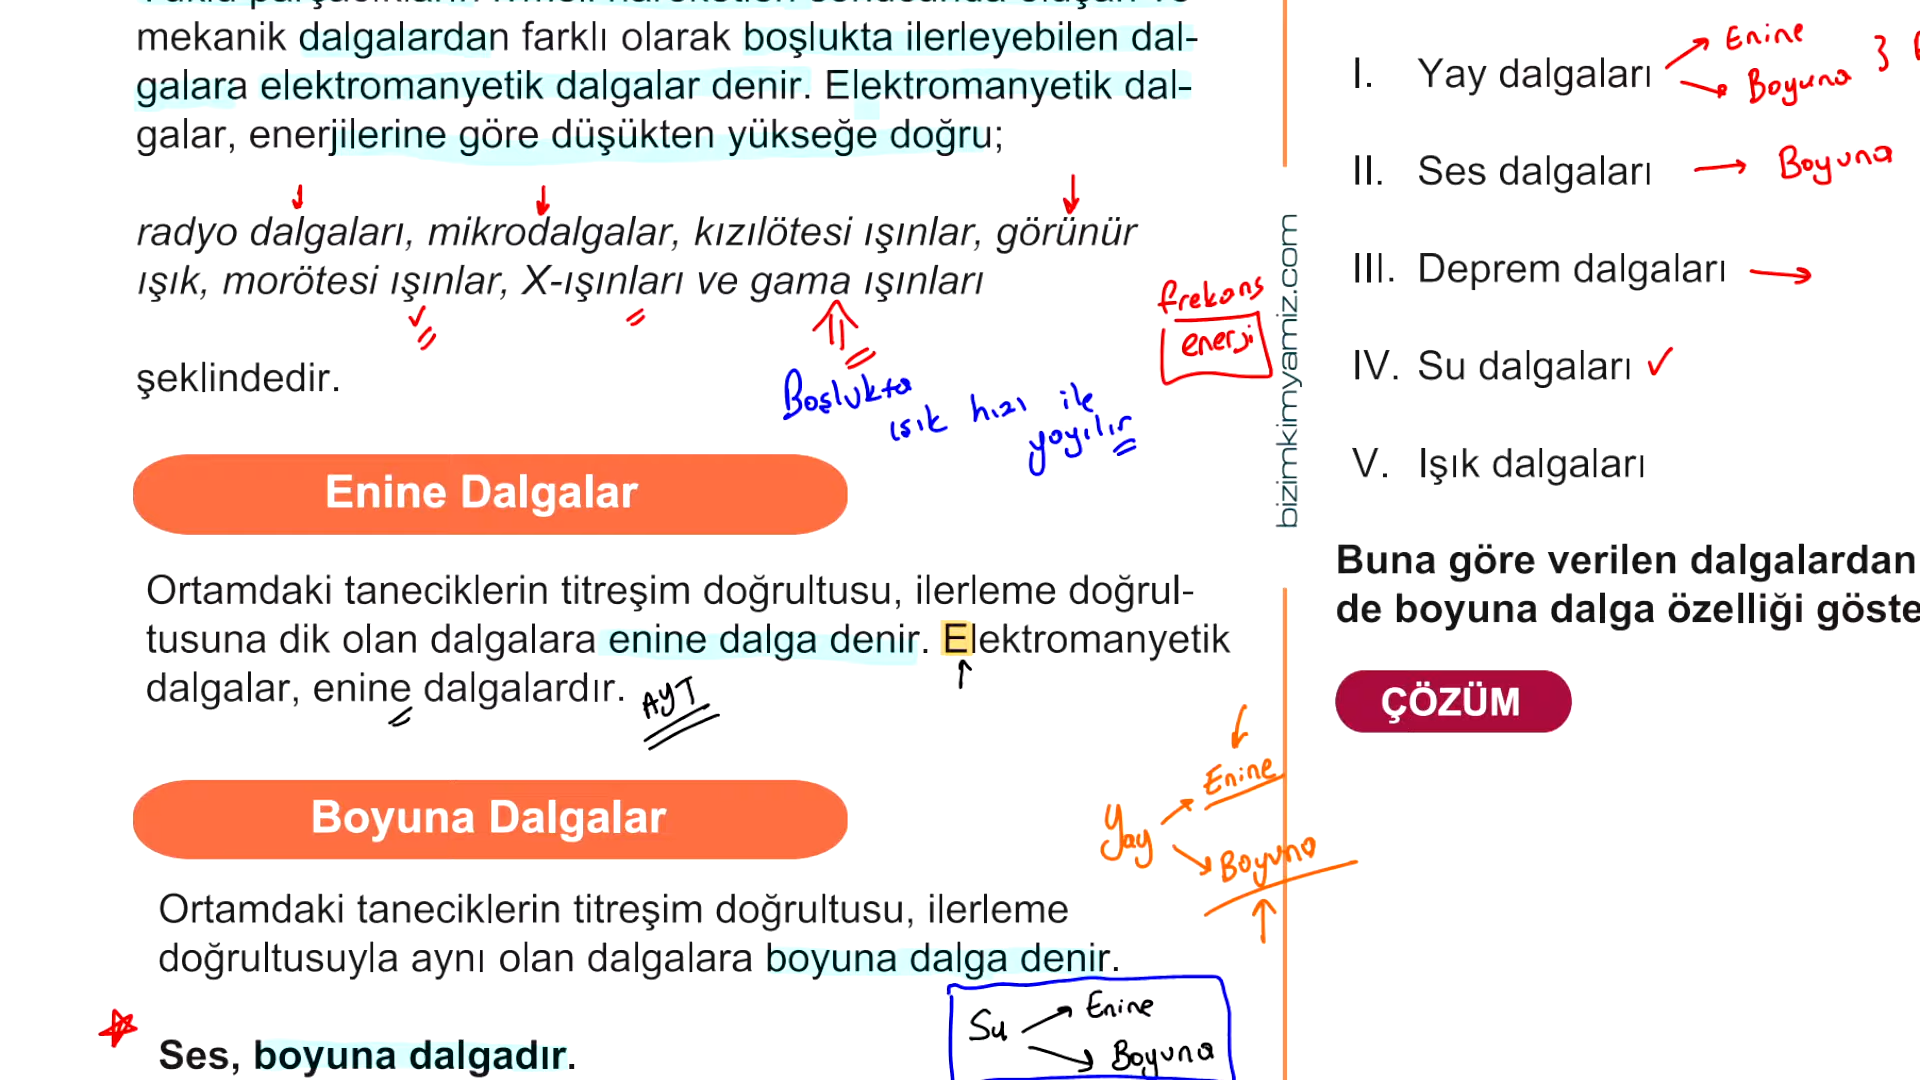 mekanik dalgalardan farklı olarak boşlukta ilerleyebilen dal-
galara elektromanyetik dalgalar denir. Elektromanyetik dal-
galar, enerjilerine göre düşükten yükseğe doğru;
radyo dalgaları, mikrodalgalar, kızılötesi ışınlar, görünür
ışık, morötesi ışınlar, X-ışınları ve gama ışınları
frekans
enerji
şeklindedir.
Boşlukta
ışık hızı ile
yayılır
Enine Dalgalar
Ortamdaki taneciklerin titreşim doğrultusu, ilerleme doğrul-
tusuna dik olan dalgalara enine dalga denir. Elektromanyetik
dalgalar, enine dalgalardır.
AYT
Boyuna Dalgalar
Enine
Yay
Boyuna
Ortamdaki taneciklerin titreşim doğrultusu, ilerleme
doğrultusuyla aynı olan dalgalara boyuna dalga denir.
Su
Enine
Boyuna
Ses, boyuna dalgadır.
bizimkimyamiz.com
I. Yay dalgaları
Enine
Boyuna
II. Ses dalgaları
Boyuna
III. Deprem dalgaları
IV. Su dalgaları
V. Işık dalgaları
Buna göre verilen dalgalardan
de boyuna dalga özelliği göste
ÇÖZÜM